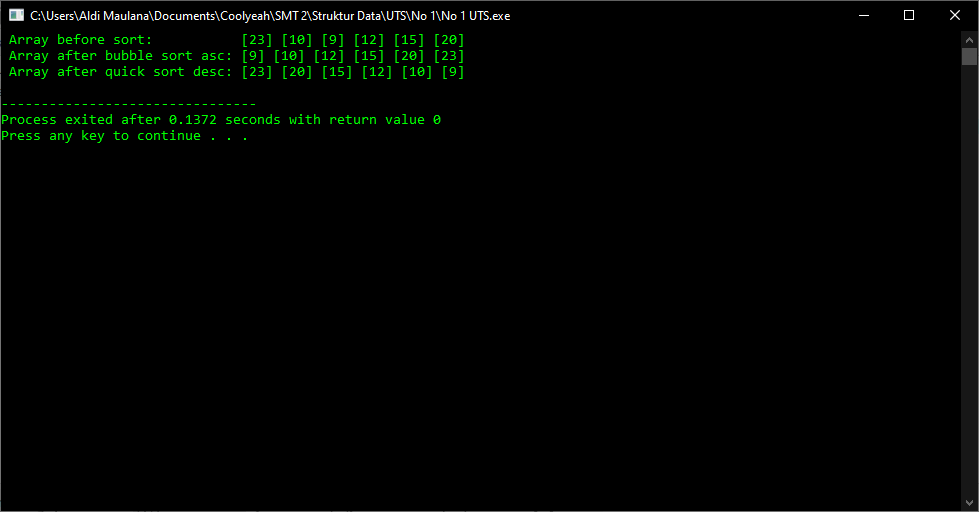 C:\Users\Aldi Maulana\Documents\Coolyeah\SMT 2\Struktur Data\UTS\No 1\No 1 UTS.exe
Array before sort:           [23] [10] [9] [12] [15] [20]
Array after bubble sort asc: [9] [10] [12] [15] [20] [23]
Array after quick sort desc: [23] [20] [15] [12] [10] [9]
--------------------------------
Process exited after 0.1372 seconds with return value 0
Press any key to continue . . .